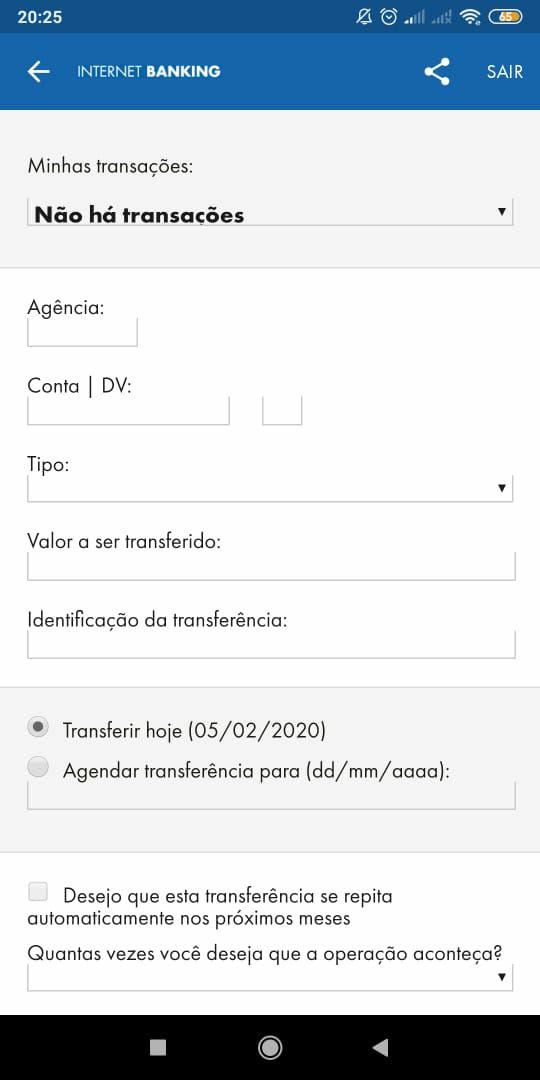 20:25
65
INTERNET BANKING
SAIR
Minhas transações:
Não há transações
Agência:
Conta | DV:
Tipo:
Valor a ser transferido:
Identificação da transferência:
Transferir hoje (05/02/2020)
Agendar transferência para (dd/mm/aaaa):
Desejo que esta transferência se repita
automaticamente nos próximos meses
Quantas vezes você deseja que a operação aconteça?